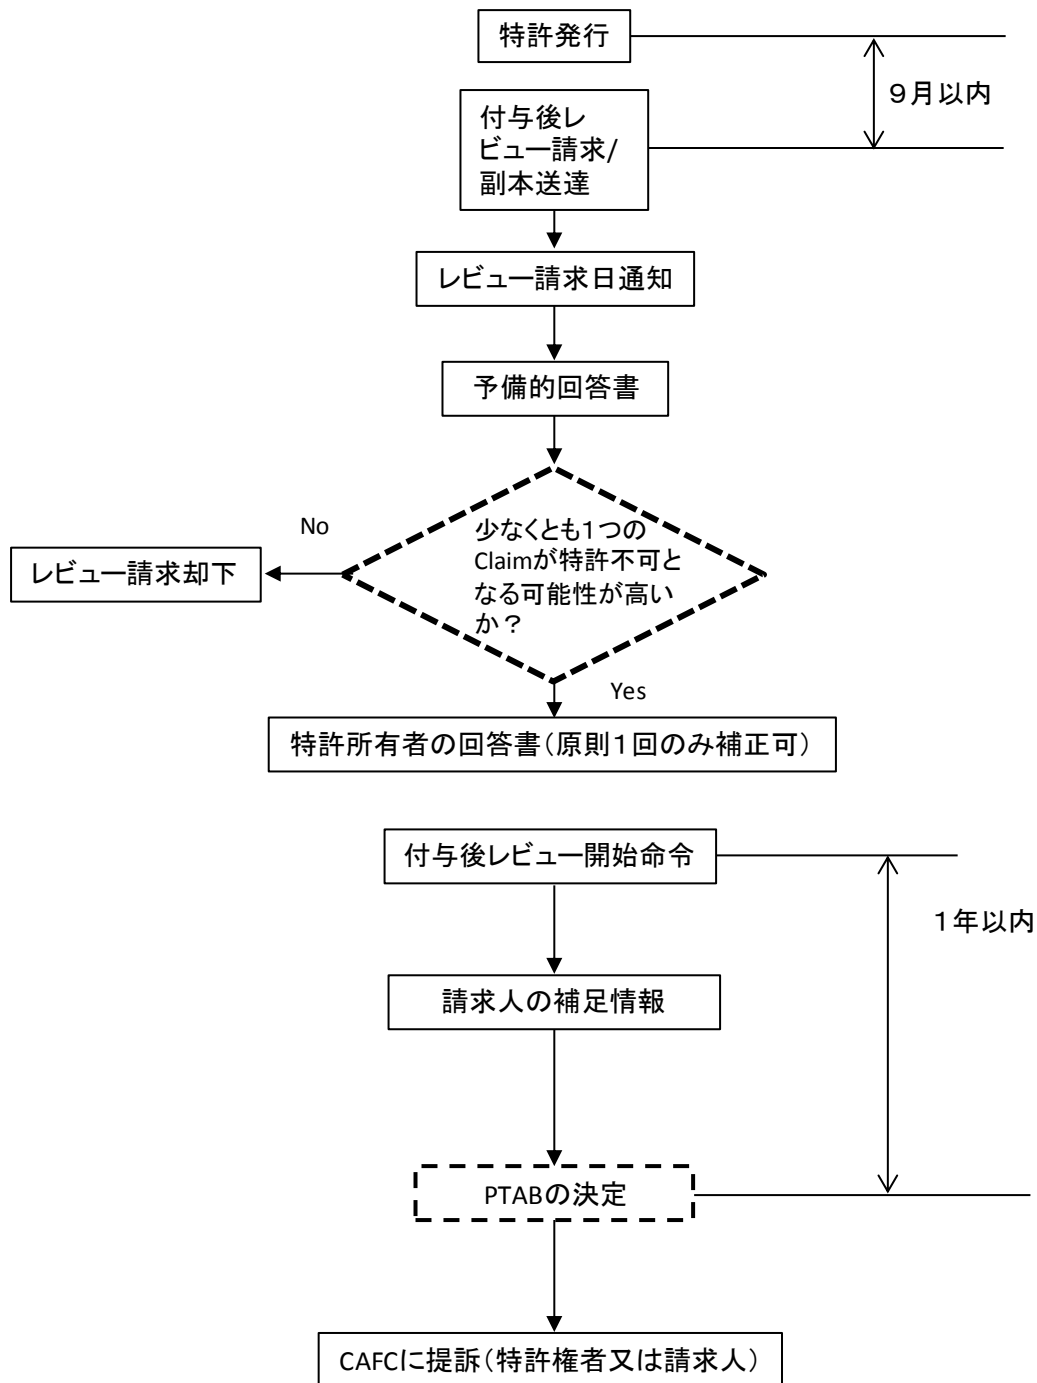 特許発行
９月以内
付与後レ
ビュー請求/
副本送達
レビュー請求日通知
予備的回答書
少なくとも１つの
Claimが特許不可と
なる可能性が高い
か？
No
レビュー請求却下
Yes
特許所有者の回答書（原則１回のみ補正可）
付与後レビュー開始命令
１年以内
請求人の補足情報
PTABの決定
CAFCに提訴（特許権者又は請求人）